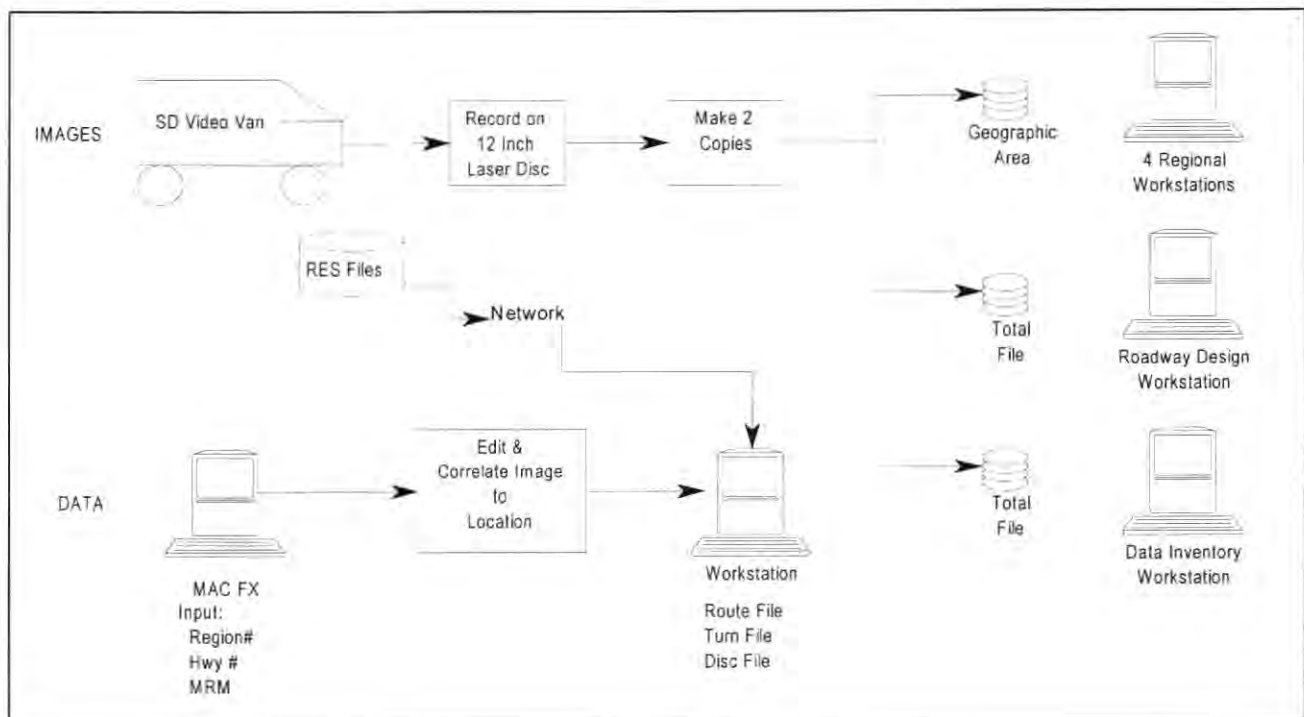 IMAGES
SD Video Van
Record on
12 Inch
Laser Disc
Make 2
Copies
Geographic
Area
4 Regional
Workstations
RES Files
Network
Total
File
Roadway Design
Workstation
DATA
MAC FX
Input:
Region#
Hwy #
MRM
Edit &
Correlate Image
to
Location
Workstation
Route File
Turn File
Disc File
Total
File
Data Inventory
Workstation